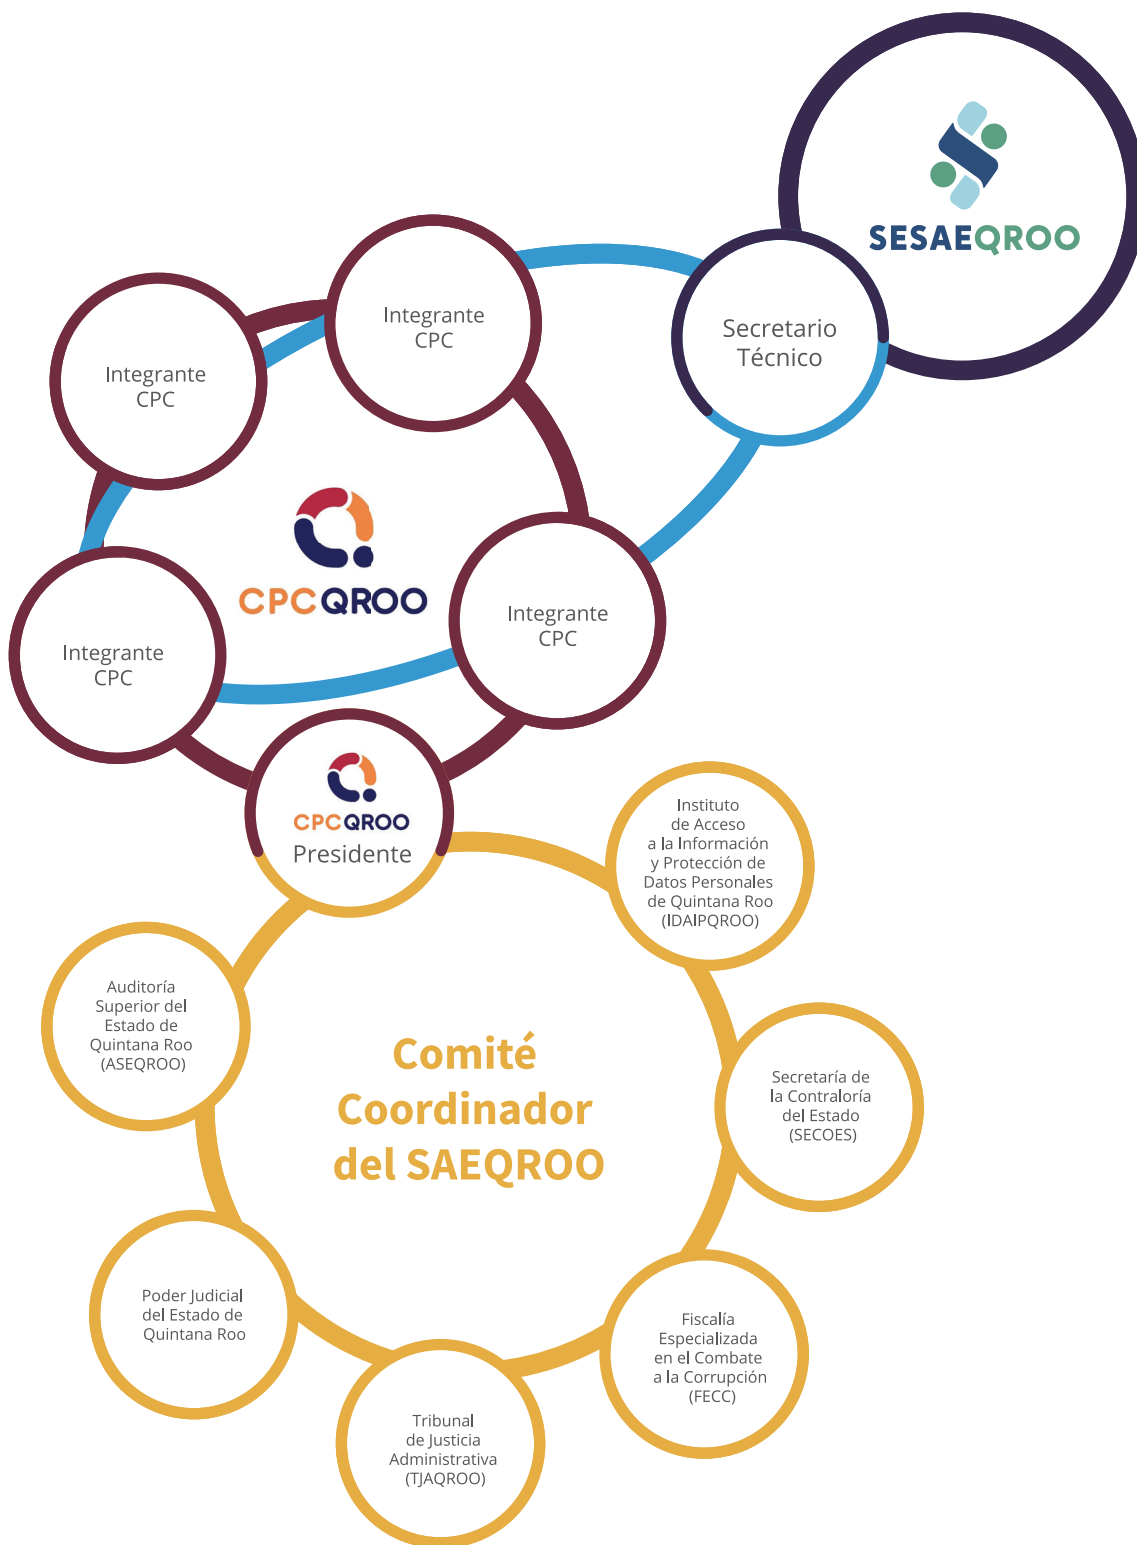 SESAEQROO
Integrante
CPC
Secretario
Técnico
Integrante
CPC
CPCQROO
Integrante
CPC
Integrante
CPC
CPCQROO
Presidente
Instituto
de Acceso
a la Información
y Protección de
Datos Personales
de Quintana Roo
(IDAIPQROO)
Auditoría
Superior del
Estado de
Quintana Roo
(ASEQROO)
Comité
Coordinador
del SAEQROO
Secretaría de
la Contraloría
del Estado
(SECOES)
Poder Judicial
del Estado de
Quintana Roo
Fiscalía
Especializada
en el Combate
a la Corrupción
(FECC)
Tribunal
de Justicia
Administrativa
(TJAQROO)